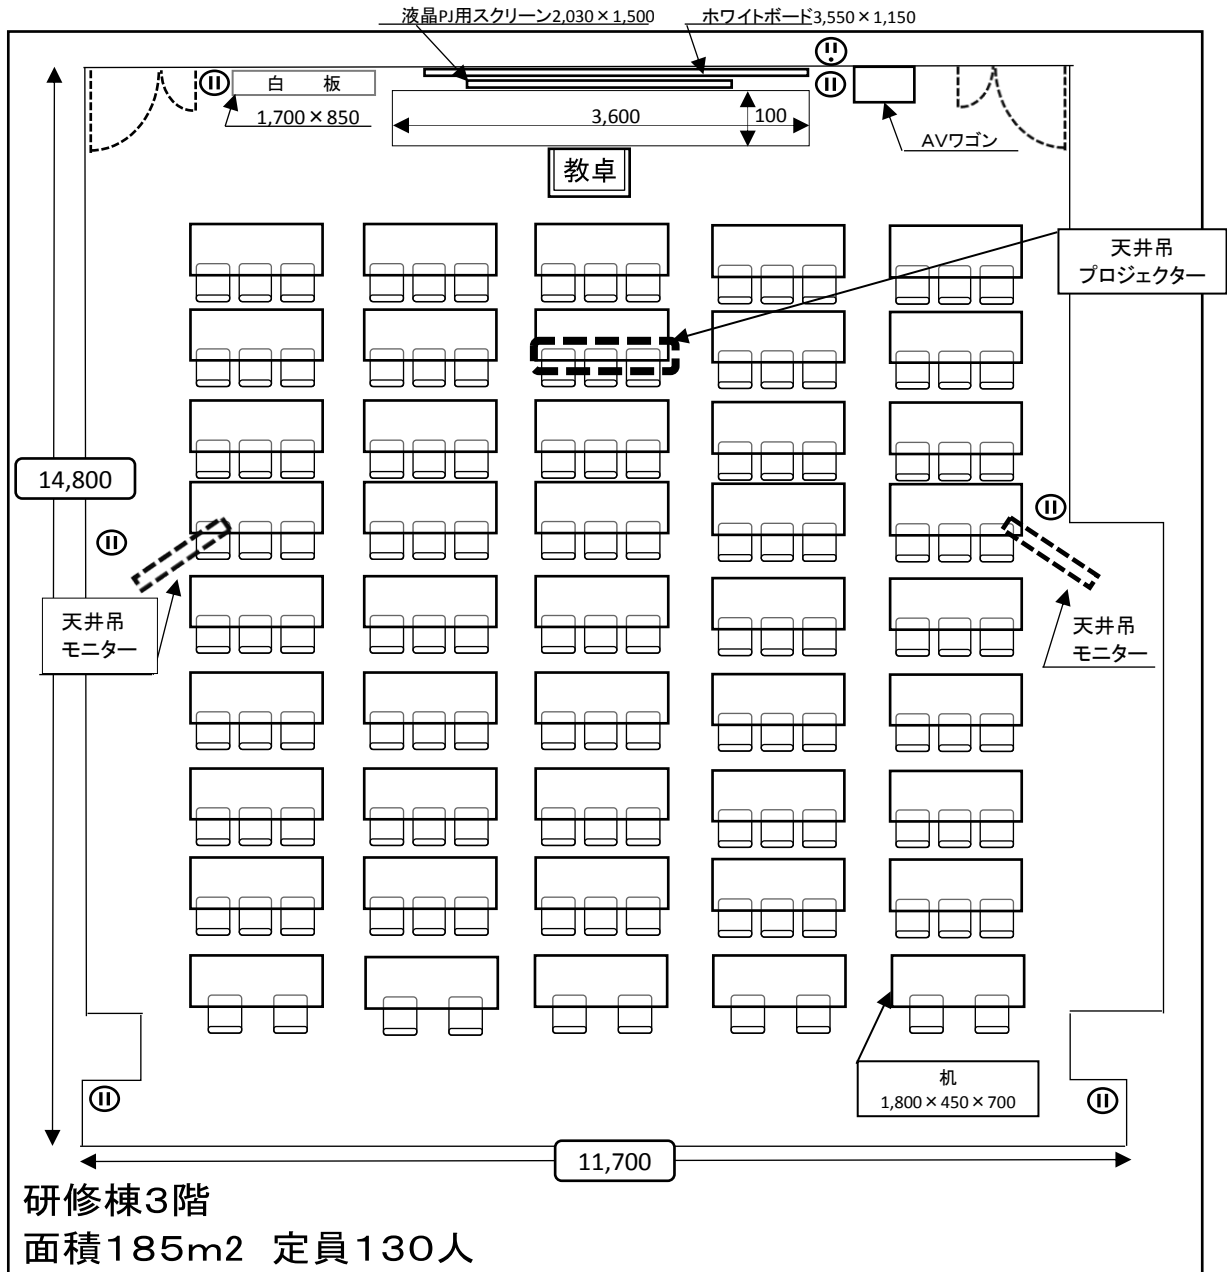 液晶PJ用スクリーン2,030×1,500
ホワイトボード3,550×1,150
白　板
1,700×850
3,600
100
AVワゴン
教卓
天井吊
プロジェクター
14,800
天井吊
モニター
天井吊
モニター
机
1,800×450×700
11,700
研修棟3階
面積185m2 定員130人